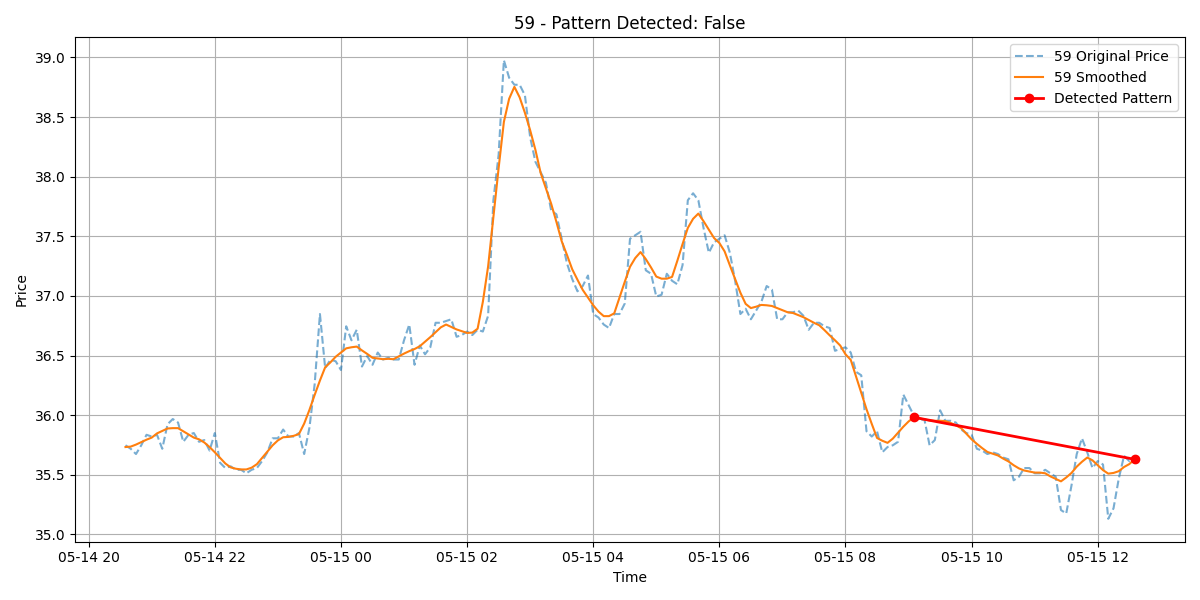 59 - Pattern Detected: False
59 Original Price
59 Smoothed
Detected Pattern
Price
39.0
38.5
38.0
37.5
37.0
36.5
36.0
35.5
35.0
05-14 20 05-14 22 05-15 00 05-15 02 05-15 04 05-15 06 05-15 08 05-15 10 05-15 12
Time